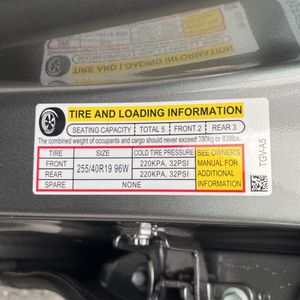 TIRE AND LOADING INFORMATION
SEATING CAPACITY TOTAL 5 FRONT 2 REAR 3
The combined weight of occupants and cargo should never exceed 380kg or 838lbs.
TIRE SIZE COLD TIRE PRESSURE SEE OWNER'S MANUAL FOR ADDITIONAL INFORMATION
FRONT 255/40R19 96W 220KPA, 32PSI
REAR 220KPA, 32PSI
SPARE NONE
TGV-A5